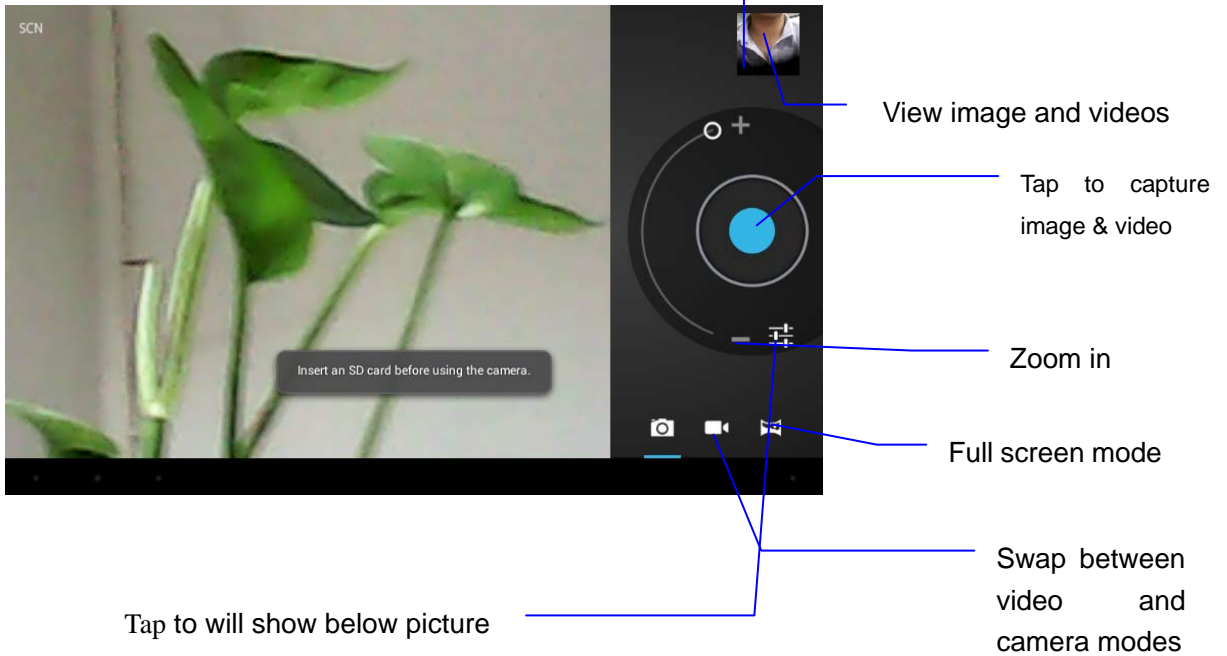 SCN
View image and videos
Tap to capture
image & video
Insert an SD card before using the camera.
Zoom in
Full screen mode
Swap between
video and
camera modes
Tap to will show below picture